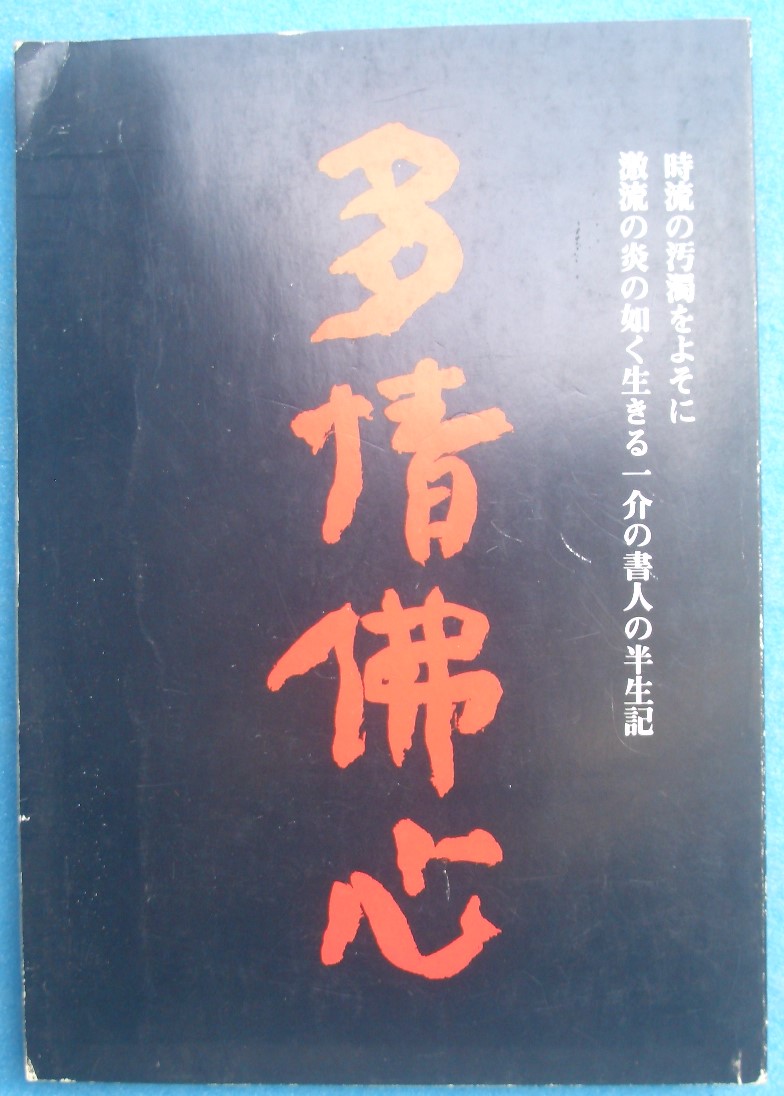 時流の汚濁をよそに
激流の炎の如く生きる一介の書人の半生記
多情佛心